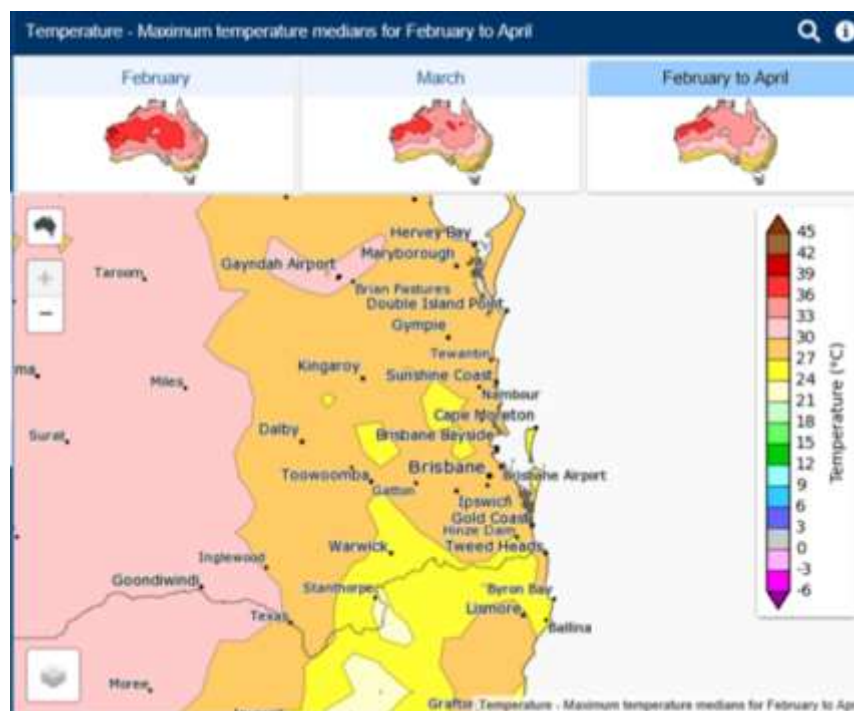 Temperature - Maximum temperature medians for February to April
February
March
February to April
Hervey Bay
Maryborough
Gayndah Airport
Taroom
Brian Pastures
Double Island Point
Gympie
Tewantin
Kingaroy
Sunshine Coast
Miles
Nambour
Cape Moreton
Dalby
Brisbane Bayside
Surat
Brisbane
Toowoomba
Brisbane Airport
Gatton
Ipswich
Gold Coast
Hinze Dam
Warwick
Tweed Heads
Inglewood
Goondiwindi
Stanthorpe
Byron Bay
Texas
Lismore
Ballina
Moree
Temperature - Maximum temperature medians for February to Apr
45
42
39
36
33
30
27
24
21
18
15
12
9
6
3
0
-3
-6
Temperature (°C)